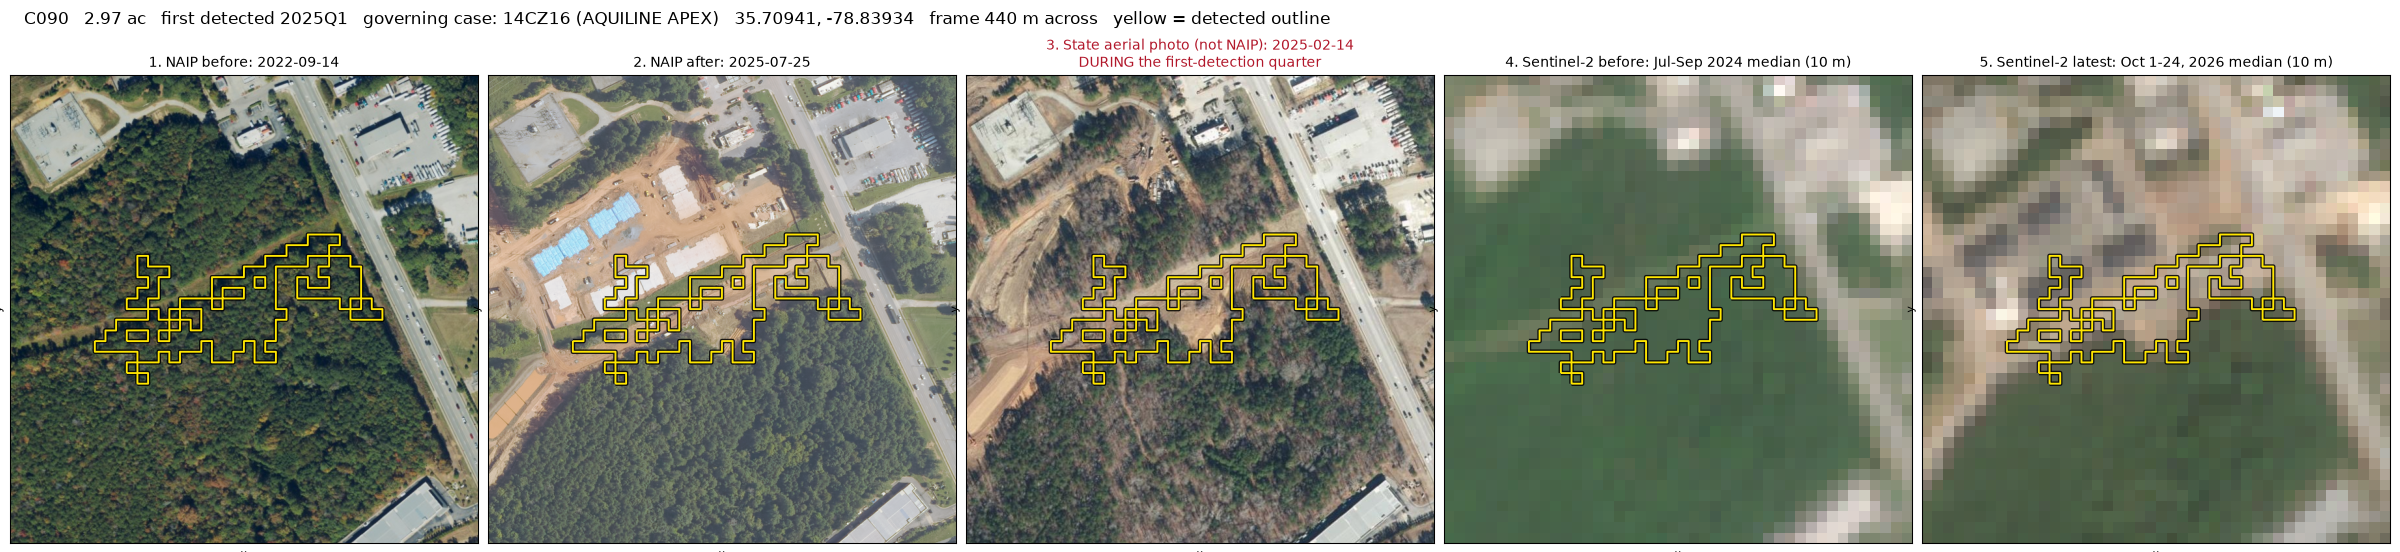 C090   2.97 ac   first detected 2025Q1   governing case: 14CZ16 (AQUILINE APEX)   35.70941, -78.83934   frame 440 m across   yellow = detected outline
1. NAIP before: 2022-09-14
2. NAIP after: 2025-07-25
3. State aerial photo (not NAIP): 2025-02-14
DURING the first-detection quarter
4. Sentinel-2 before: Jul-Sep 2024 median (10 m)
5. Sentinel-2 latest: Oct 1-24, 2026 median (10 m)